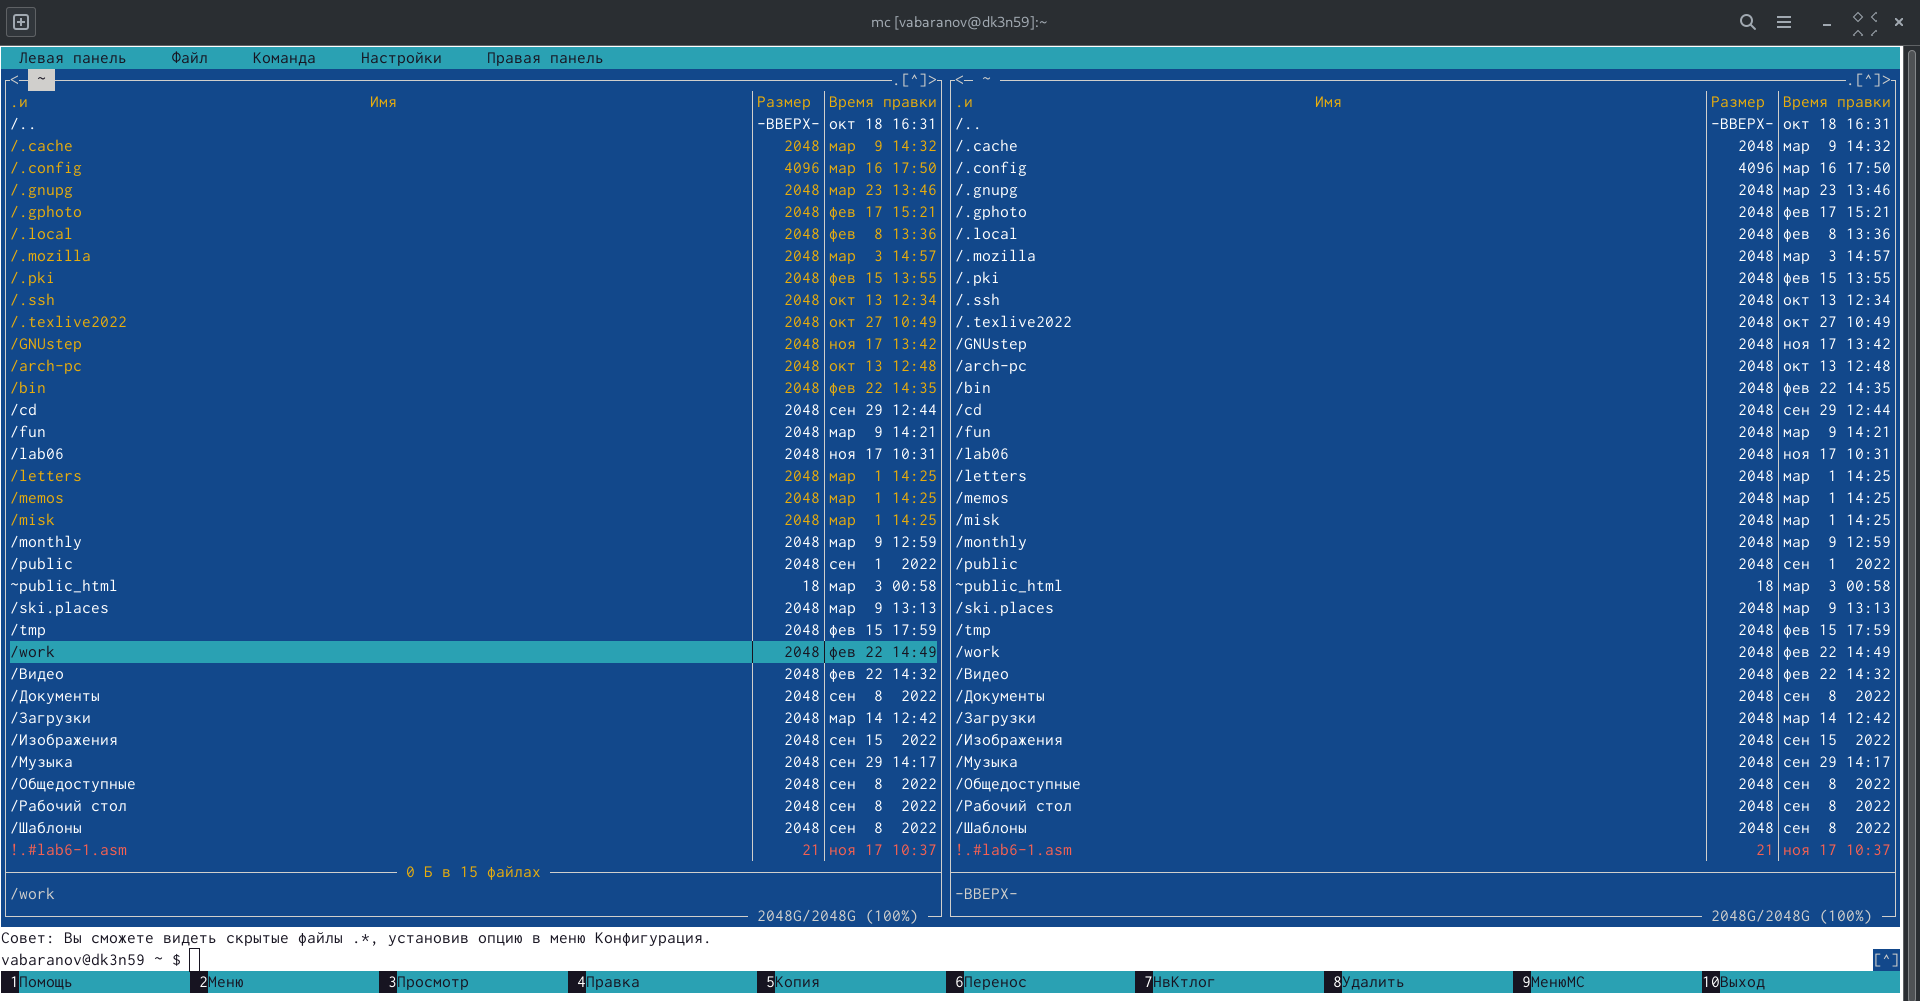 mc [vabaranov@dk3n59]:~
Левая панель Файл Команда Настройки Правая панель
<─ ~ .[^]> <─ ~ .[^]>
.и Имя Размер Время правки .и Имя Размер Время правки
/.. -ВВЕРХ- окт 18 16:31 /.. -ВВЕРХ- окт 18 16:31
/.cache 2048 мар 9 14:32 /.cache 2048 мар 9 14:32
/.config 4096 мар 16 17:50 /.config 4096 мар 16 17:50
/.gnupg 2048 мар 23 13:46 /.gnupg 2048 мар 23 13:46
/.gphoto 2048 фев 17 15:21 /.gphoto 2048 фев 17 15:21
/.local 2048 фев 8 13:36 /.local 2048 фев 8 13:36
/.mozilla 2048 мар 3 14:57 /.mozilla 2048 мар 3 14:57
/.pki 2048 фев 15 13:55 /.pki 2048 фев 15 13:55
/.ssh 2048 окт 13 12:34 /.ssh 2048 окт 13 12:34
/.texlive2022 2048 окт 27 10:49 /.texlive2022 2048 окт 27 10:49
/GNUstep 2048 ноя 17 13:42 /GNUstep 2048 ноя 17 13:42
/arch-pc 2048 окт 13 12:48 /arch-pc 2048 окт 13 12:48
/bin 2048 фев 22 14:35 /bin 2048 фев 22 14:35
/cd 2048 сен 29 12:44 /cd 2048 сен 29 12:44
/fun 2048 мар 9 14:21 /fun 2048 мар 9 14:21
/lab06 2048 ноя 17 10:31 /lab06 2048 ноя 17 10:31
/letters 2048 мар 1 14:25 /letters 2048 мар 1 14:25
/memos 2048 мар 1 14:25 /memos 2048 мар 1 14:25
/misk 2048 мар 1 14:25 /misk 2048 мар 1 14:25
/monthly 2048 мар 9 12:59 /monthly 2048 мар 9 12:59
/public 2048 сен 1 2022 /public 2048 сен 1 2022
~public_html 18 мар 3 00:58 ~public_html 18 мар 3 00:58
/ski.places 2048 мар 9 13:13 /ski.places 2048 мар 9 13:13
/tmp 2048 фев 15 17:59 /tmp 2048 фев 15 17:59
/work 2048 фев 22 14:49 /work 2048 фев 22 14:49
/Видео 2048 фев 22 14:32 /Видео 2048 фев 22 14:32
/Документы 2048 сен 8 2022 /Документы 2048 сен 8 2022
/Загрузки 2048 мар 14 12:42 /Загрузки 2048 мар 14 12:42
/Изображения 2048 сен 15 2022 /Изображения 2048 сен 15 2022
/Музыка 2048 сен 29 14:17 /Музыка 2048 сен 29 14:17
/Общедоступные 2048 сен 8 2022 /Общедоступные 2048 сен 8 2022
/Рабочий стол 2048 сен 8 2022 /Рабочий стол 2048 сен 8 2022
/Шаблоны 2048 сен 8 2022 /Шаблоны 2048 сен 8 2022
!.#lab6-1.asm 21 ноя 17 10:37 !.#lab6-1.asm 21 ноя 17 10:37
0 Б в 15 файлах
/work -ВВЕРХ-
2048G/2048G (100%) 2048G/2048G (100%)
Совет: Вы сможете видеть скрытые файлы .*, установив опцию в меню Конфигурация.
vabaranov@dk3n59 ~ $ [^]
1Помощь 2Меню 3Просмотр 4Правка 5Копия 6Перенос 7НвКтлог 8Удалить 9МенюMC 10Выход